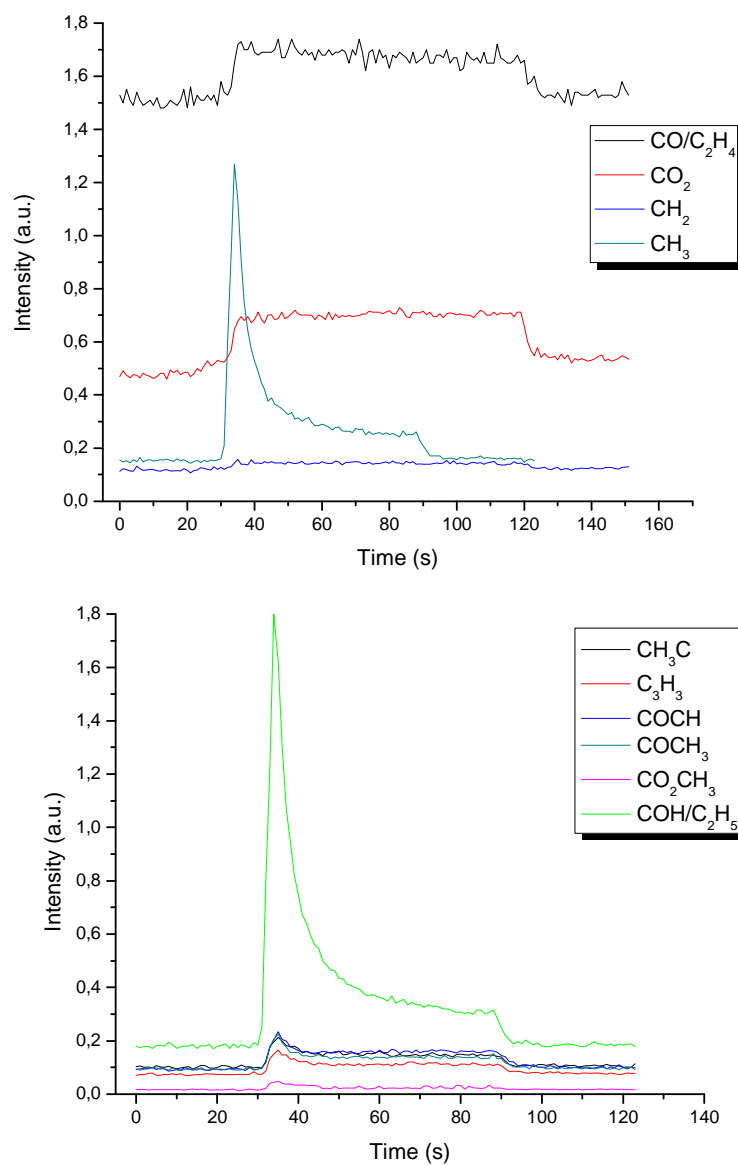 1,8
1,6
1,4
1,2
1,0
0,8
0,6
0,4
0,2
0,0
Intensity (a.u.)
0 20 40 60 80 100 120 140 160
Time (s)
CO/C₂H₄
CO₂
CH₂
CH₃
1,8
1,6
1,4
1,2
1,0
0,8
0,6
0,4
0,2
0,0
Intensity (a.u.)
0 20 40 60 80 100 120 140
Time (s)
CH₃C
C₃H₃
COCH
COCH₃
CO₂CH₃
COH/C₂H₅